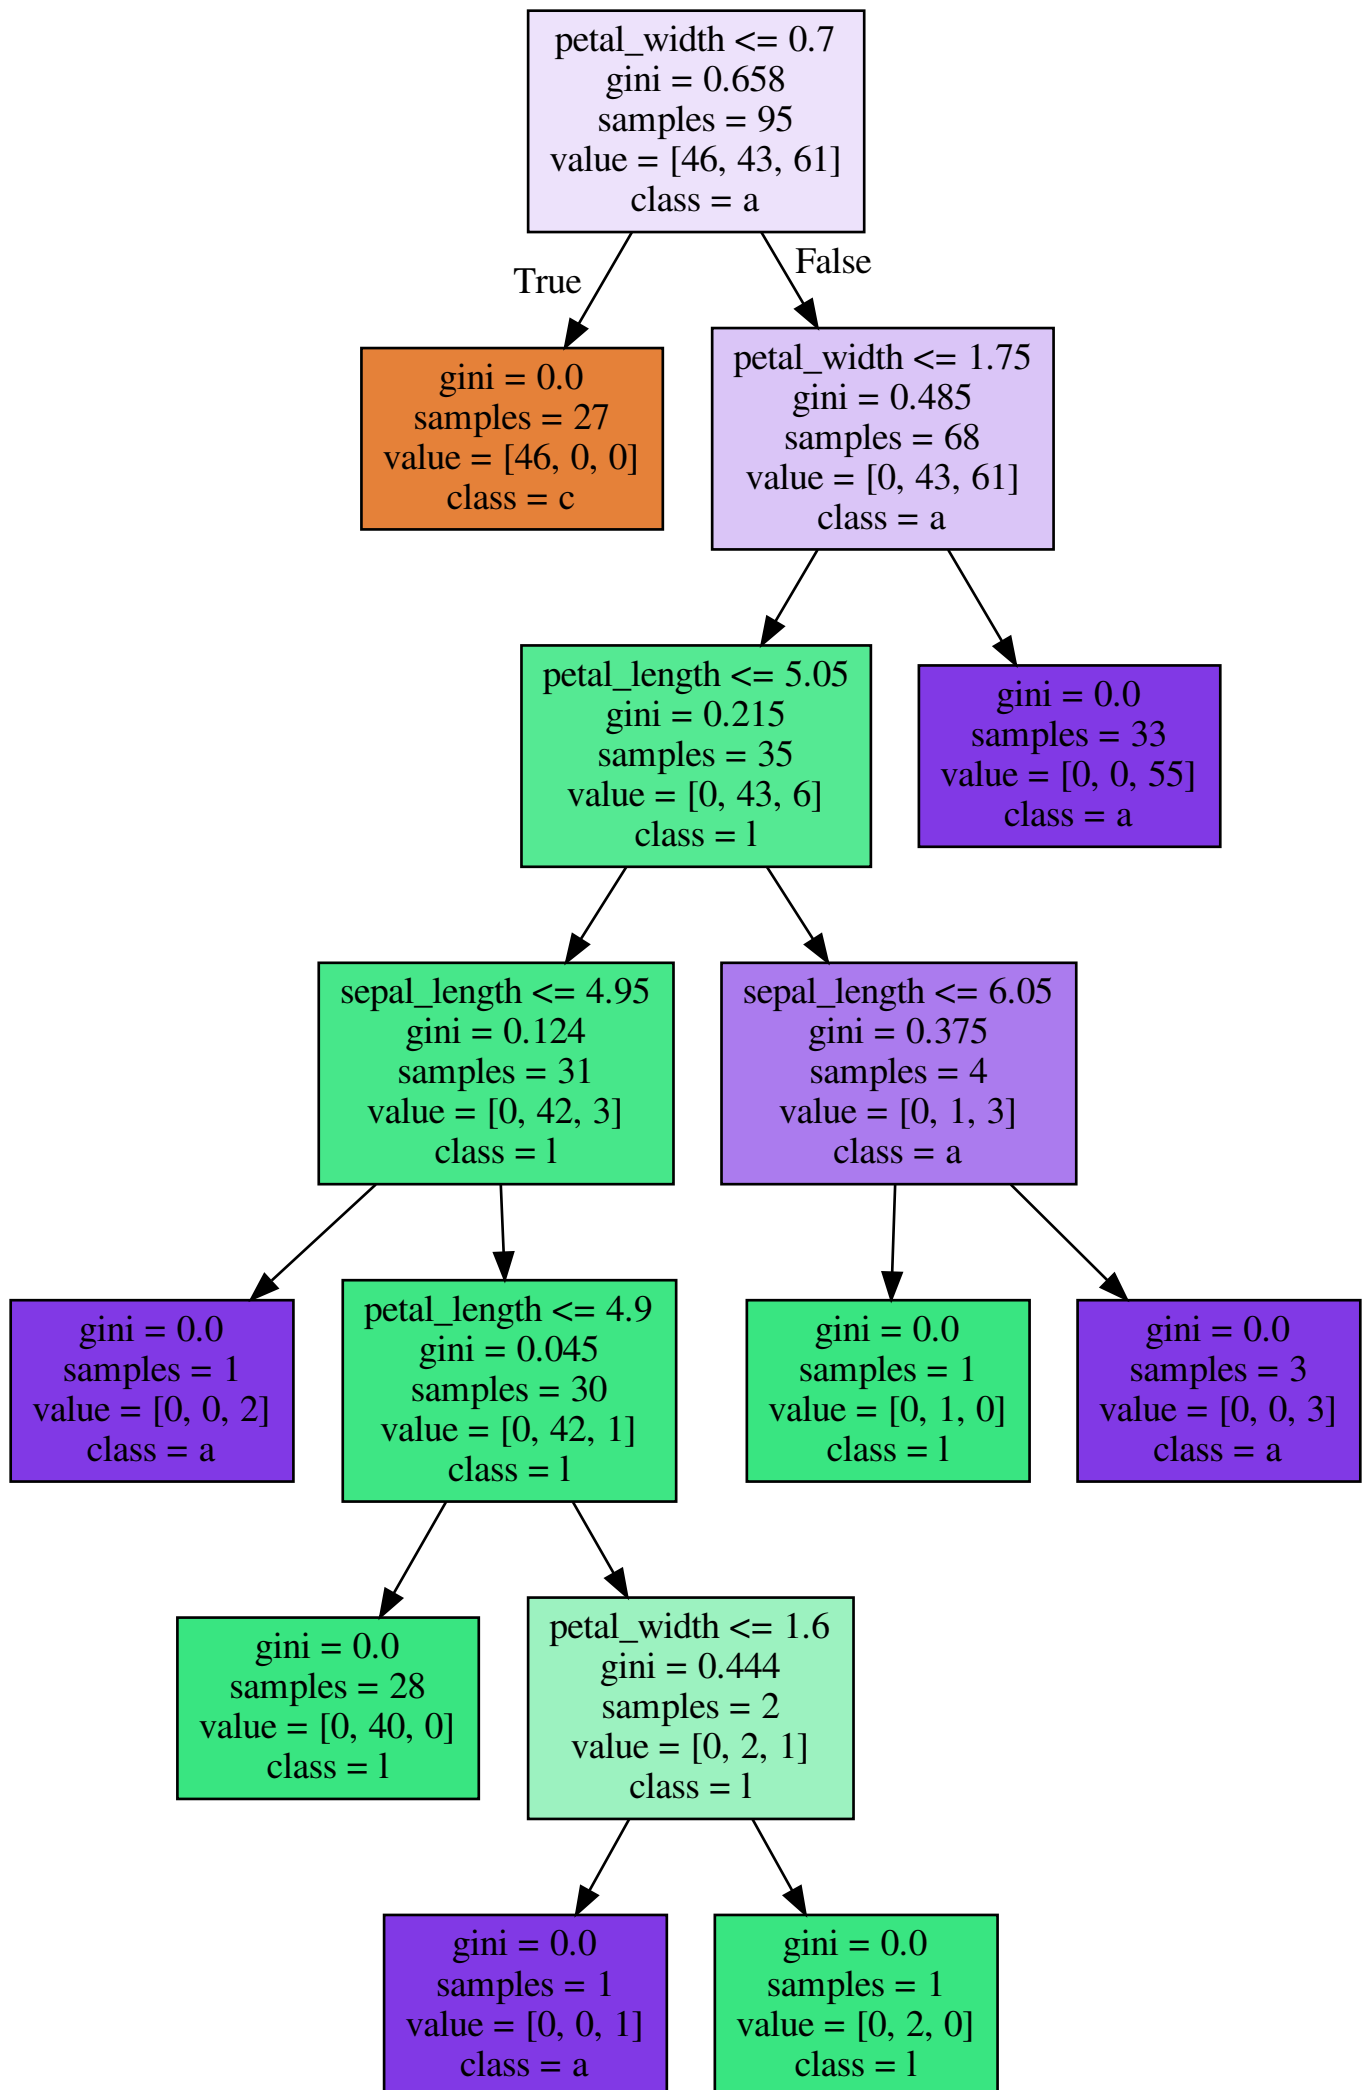 petal_width <= 0.7
gini = 0.658
samples = 95
value = [46, 43, 61]
class = a
True
False
gini = 0.0
samples = 27
value = [46, 0, 0]
class = c
petal_width <= 1.75
gini = 0.485
samples = 68
value = [0, 43, 61]
class = a
petal_length <= 5.05
gini = 0.215
samples = 35
value = [0, 43, 6]
class = l
gini = 0.0
samples = 33
value = [0, 0, 55]
class = a
sepal_length <= 4.95
gini = 0.124
samples = 31
value = [0, 42, 3]
class = l
sepal_length <= 6.05
gini = 0.375
samples = 4
value = [0, 1, 3]
class = a
gini = 0.0
samples = 1
value = [0, 0, 2]
class = a
petal_length <= 4.9
gini = 0.045
samples = 30
value = [0, 42, 1]
class = l
gini = 0.0
samples = 1
value = [0, 1, 0]
class = l
gini = 0.0
samples = 3
value = [0, 0, 3]
class = a
gini = 0.0
samples = 28
value = [0, 40, 0]
class = l
petal_width <= 1.6
gini = 0.444
samples = 2
value = [0, 2, 1]
class = l
gini = 0.0
samples = 1
value = [0, 0, 1]
class = a
gini = 0.0
samples = 1
value = [0, 2, 0]
class = l